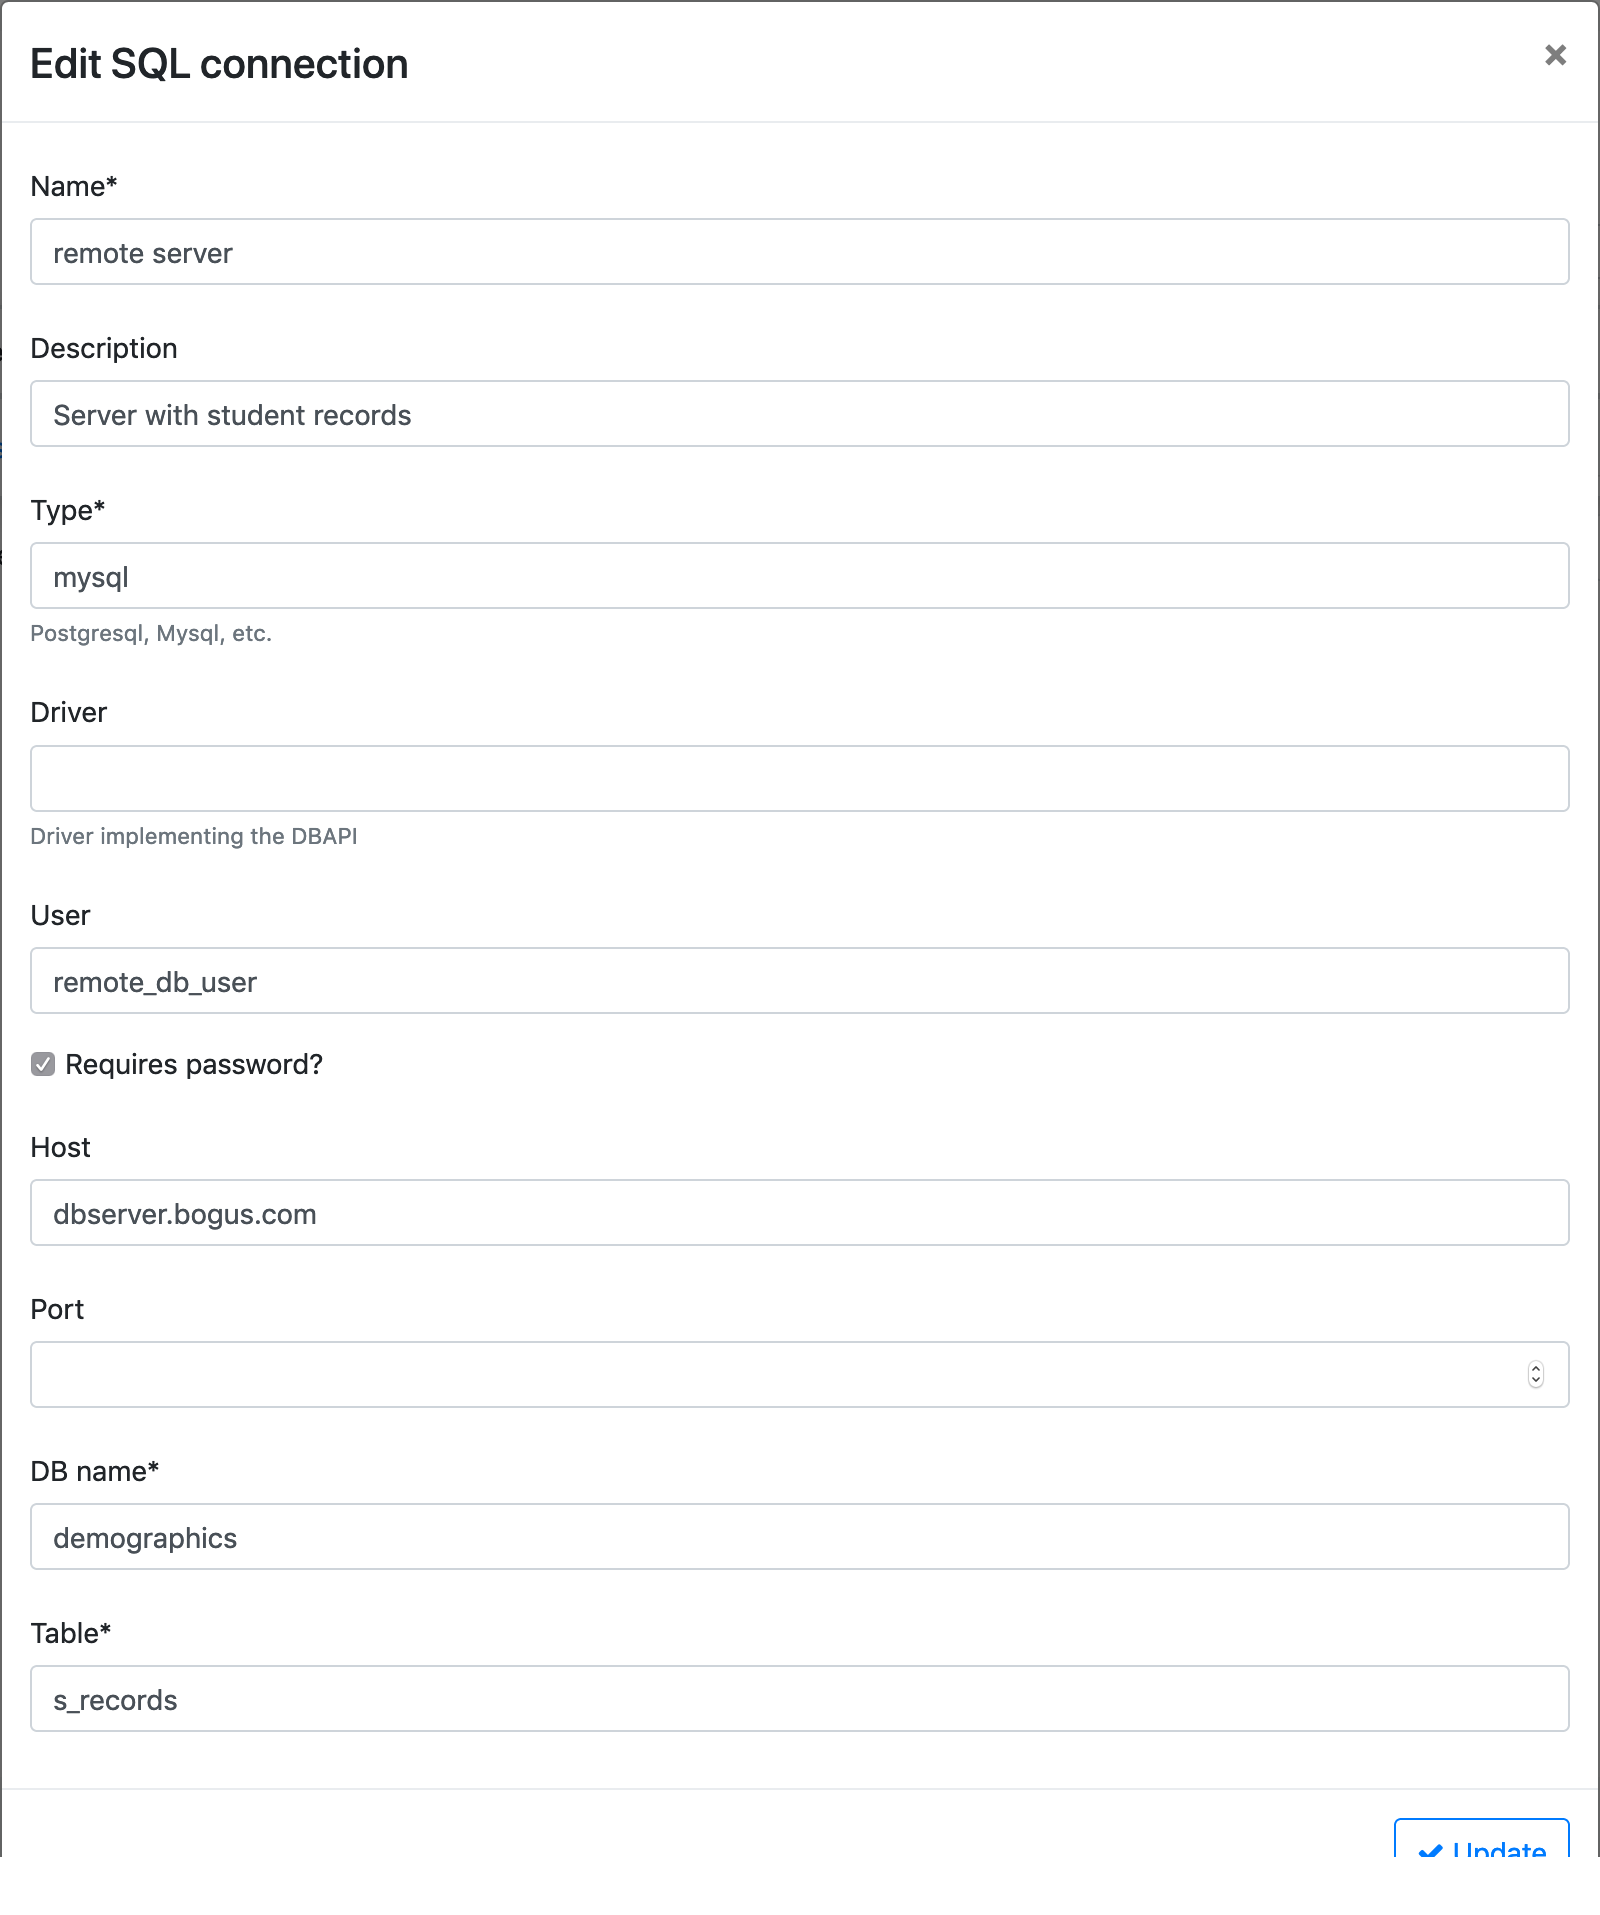 Edit SQL connection
Name*
remote server
Description
Server with student records
Type*
mysql
Postgresql, Mysql, etc.
Driver
Driver implementing the DBAPI
User
remote_db_user
Requires password?
Host
dbserver.bogus.com
Port
DB name*
demographics
Table*
s_records
Update